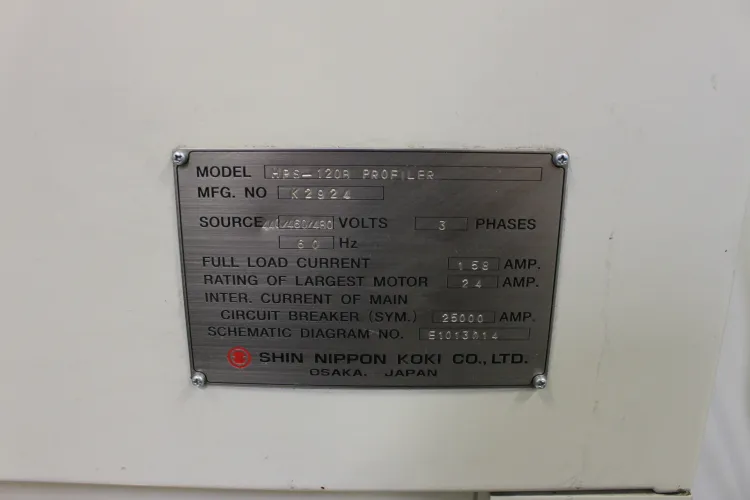 MODEL HPS-120R PROFILER
MFG. NO K2924
SOURCE 440/460/480 VOLTS 3 PHASES
60 Hz
FULL LOAD CURRENT 158 AMP.
RATING OF LARGEST MOTOR 24 AMP.
INTER. CURRENT OF MAIN
CIRCUIT BREAKER (SYM.) 25000 AMP.
SCHEMATIC DIAGRAM NO. E1013014
SHIN NIPPON KOKI CO., LTD.
OSAKA, JAPAN